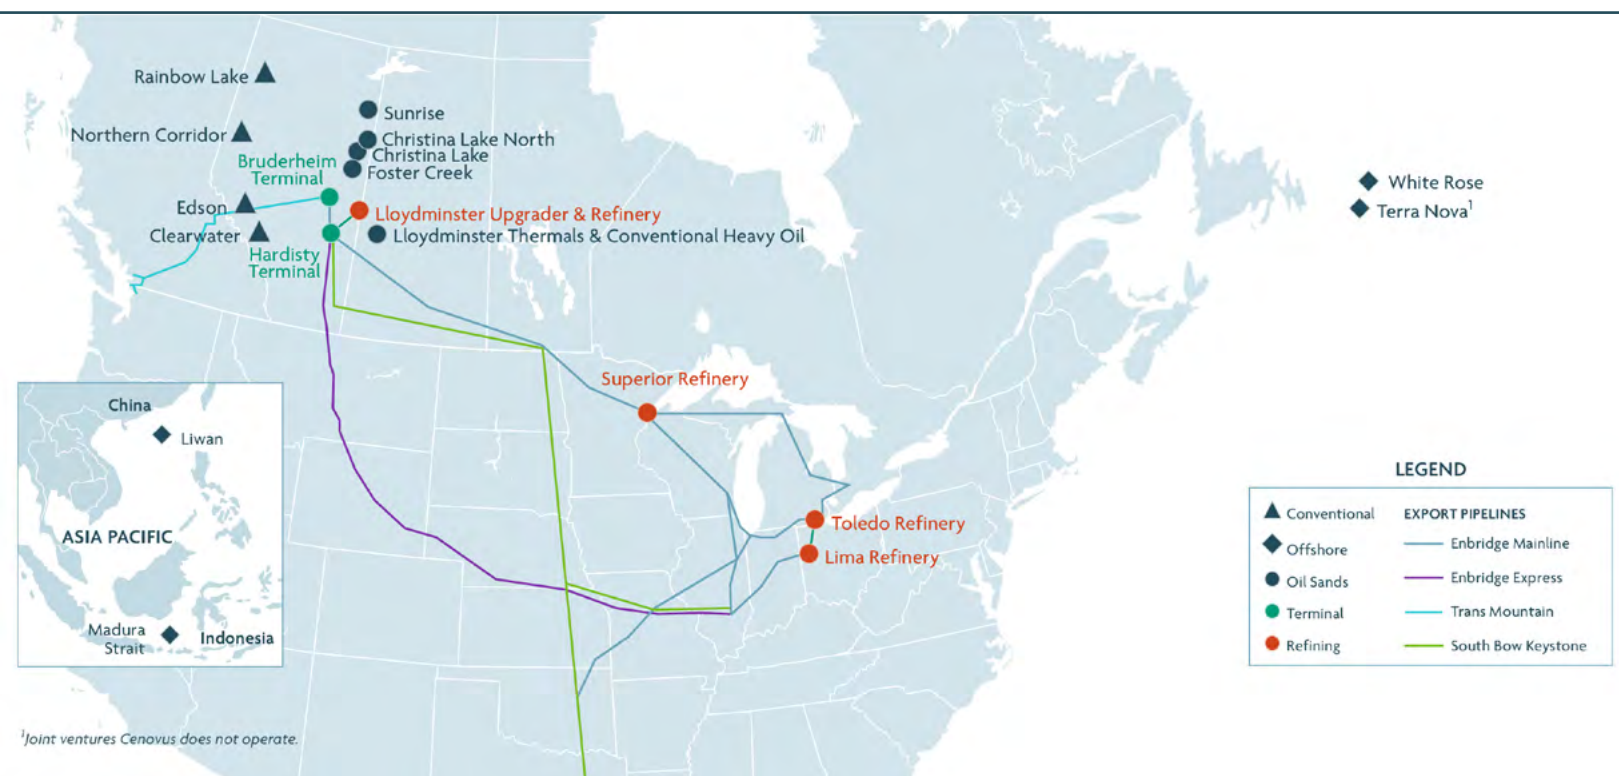 Rainbow Lake
Sunrise
Northern Corridor
Christina Lake North
Christina Lake
Foster Creek
Bruderheim
Terminal
Edson
Lloydminster Upgrader & Refinery
Clearwater
Lloydminster Thermals & Conventional Heavy Oil
Hardisty
Terminal
White Rose
Terra Nova¹
Superior Refinery
Toledo Refinery
Lima Refinery
China
Liwan
ASIA PACIFIC
Madura
Strait
Indonesia
LEGEND
Conventional
Offshore
Oil Sands
Terminal
Refining
EXPORT PIPELINES
Enbridge Mainline
Enbridge Express
Trans Mountain
South Bow Keystone
¹Joint ventures Cenovus does not operate.